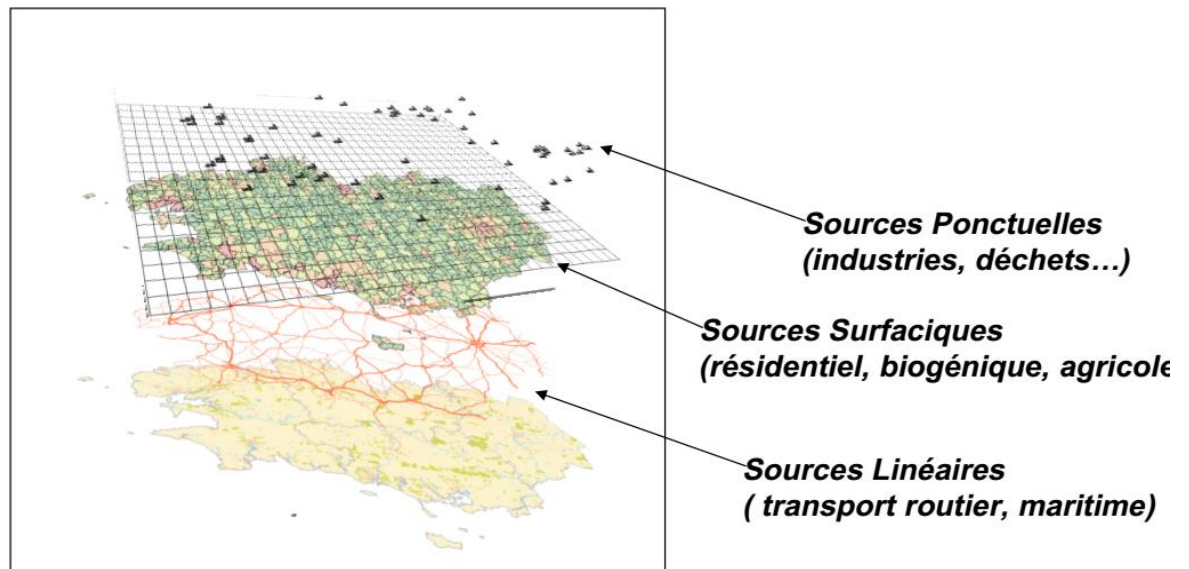 Sources Ponctuelles
(industries, déchets…)
Sources Surfaciques
(résidentiel, biogénique, agricole
Sources Linéaires
( transport routier, maritime)